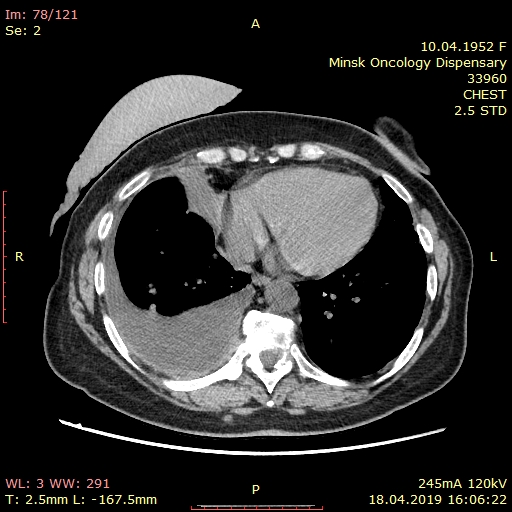 Im: 78/121
Se: 2
A
10.04.1952 F
Minsk Oncology Dispensary
33960
CHEST
2.5 STD
R
L
WL: 3 WW: 291
T: 2.5mm L: -167.5mm
P
245mA 120kV
18.04.2019 16:06:22